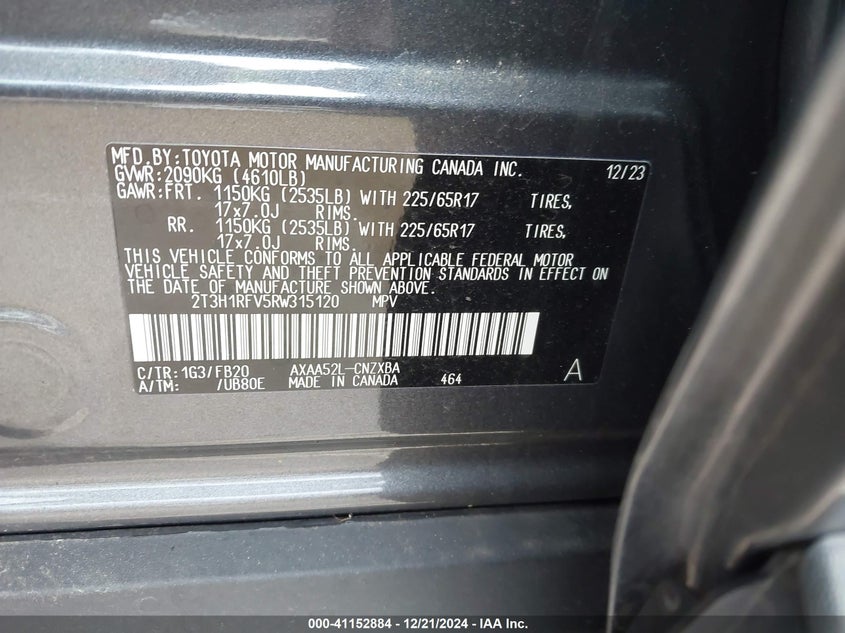 MFD.BY:TOYOTA MOTOR MANUFACTURING CANADA INC. 12/23
GVWR:2090KG (4610LB)
GAWR:FRT. 1150KG (2535LB) WITH 225/65R17 TIRES,
17x7.0J RIMS.
RR. 1150KG (2535LB) WITH 225/65R17 TIRES,
17x7.0J RIMS.
THIS VEHICLE CONFORMS TO ALL APPLICABLE FEDERAL MOTOR
VEHICLE SAFETY AND THEFT PREVENTION STANDARDS IN EFFECT ON
THE DATE OF MANUFACTURE SHOWN ABOVE.
2T3H1RFV5RW315120 MPV
C/TR:1G3/FB20 AXAA52L-CNZXBA
A/TM: /UB80E MADE IN CANADA 464 A
000-41152884 / 12/21/2024 - IAA Inc.